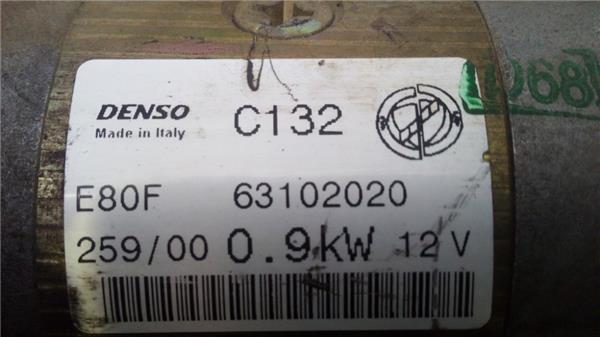 DENSO C132
Made in Italy
E80F 63102020
259/00 0.9kW 12 V